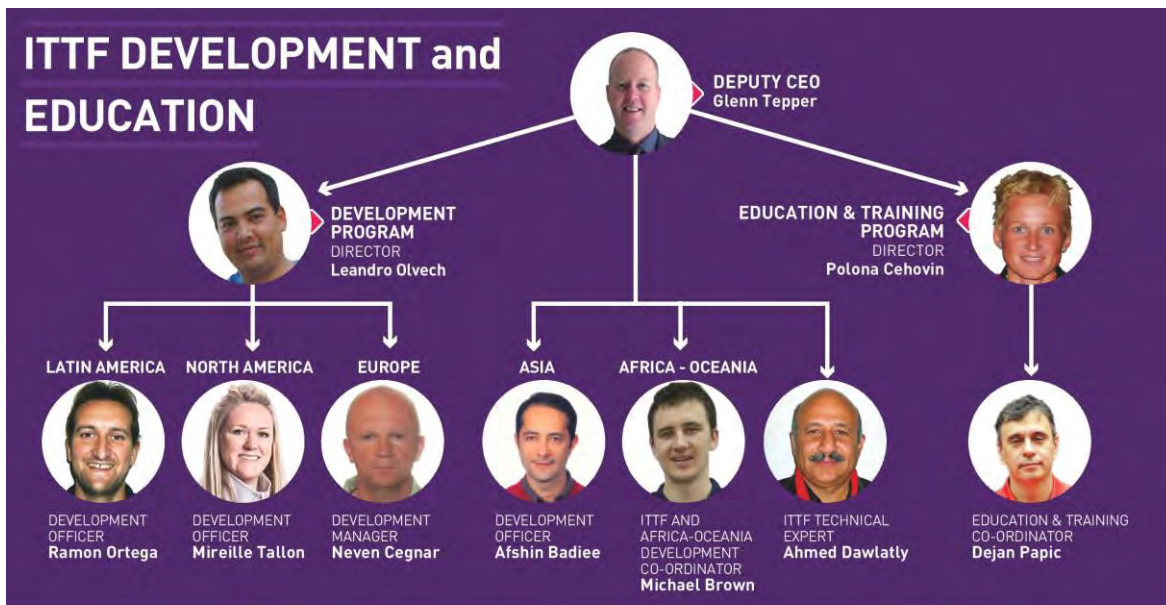 ITTF DEVELOPMENT and
EDUCATION
DEPUTY CEO
Glenn Tepper
DEVELOPMENT
PROGRAM
DIRECTOR
Leandro Olvech
EDUCATION & TRAINING
PROGRAM
DIRECTOR
Polona Cehovin
LATIN AMERICA
DEVELOPMENT
OFFICER
Ramon Ortega
NORTH AMERICA
DEVELOPMENT
OFFICER
Mireille Tallon
EUROPE
DEVELOPMENT
MANAGER
Neven Cegnar
ASIA
DEVELOPMENT
OFFICER
Afshin Badiee
AFRICA - OCEANIA
ITTF AND
AFRICA-OCEANIA
DEVELOPMENT
CO-ORDINATOR
Michael Brown
ITTF TECHNICAL
EXPERT
Ahmed Dawlatly
EDUCATION & TRAINING
CO-ORDINATOR
Dejan Papic